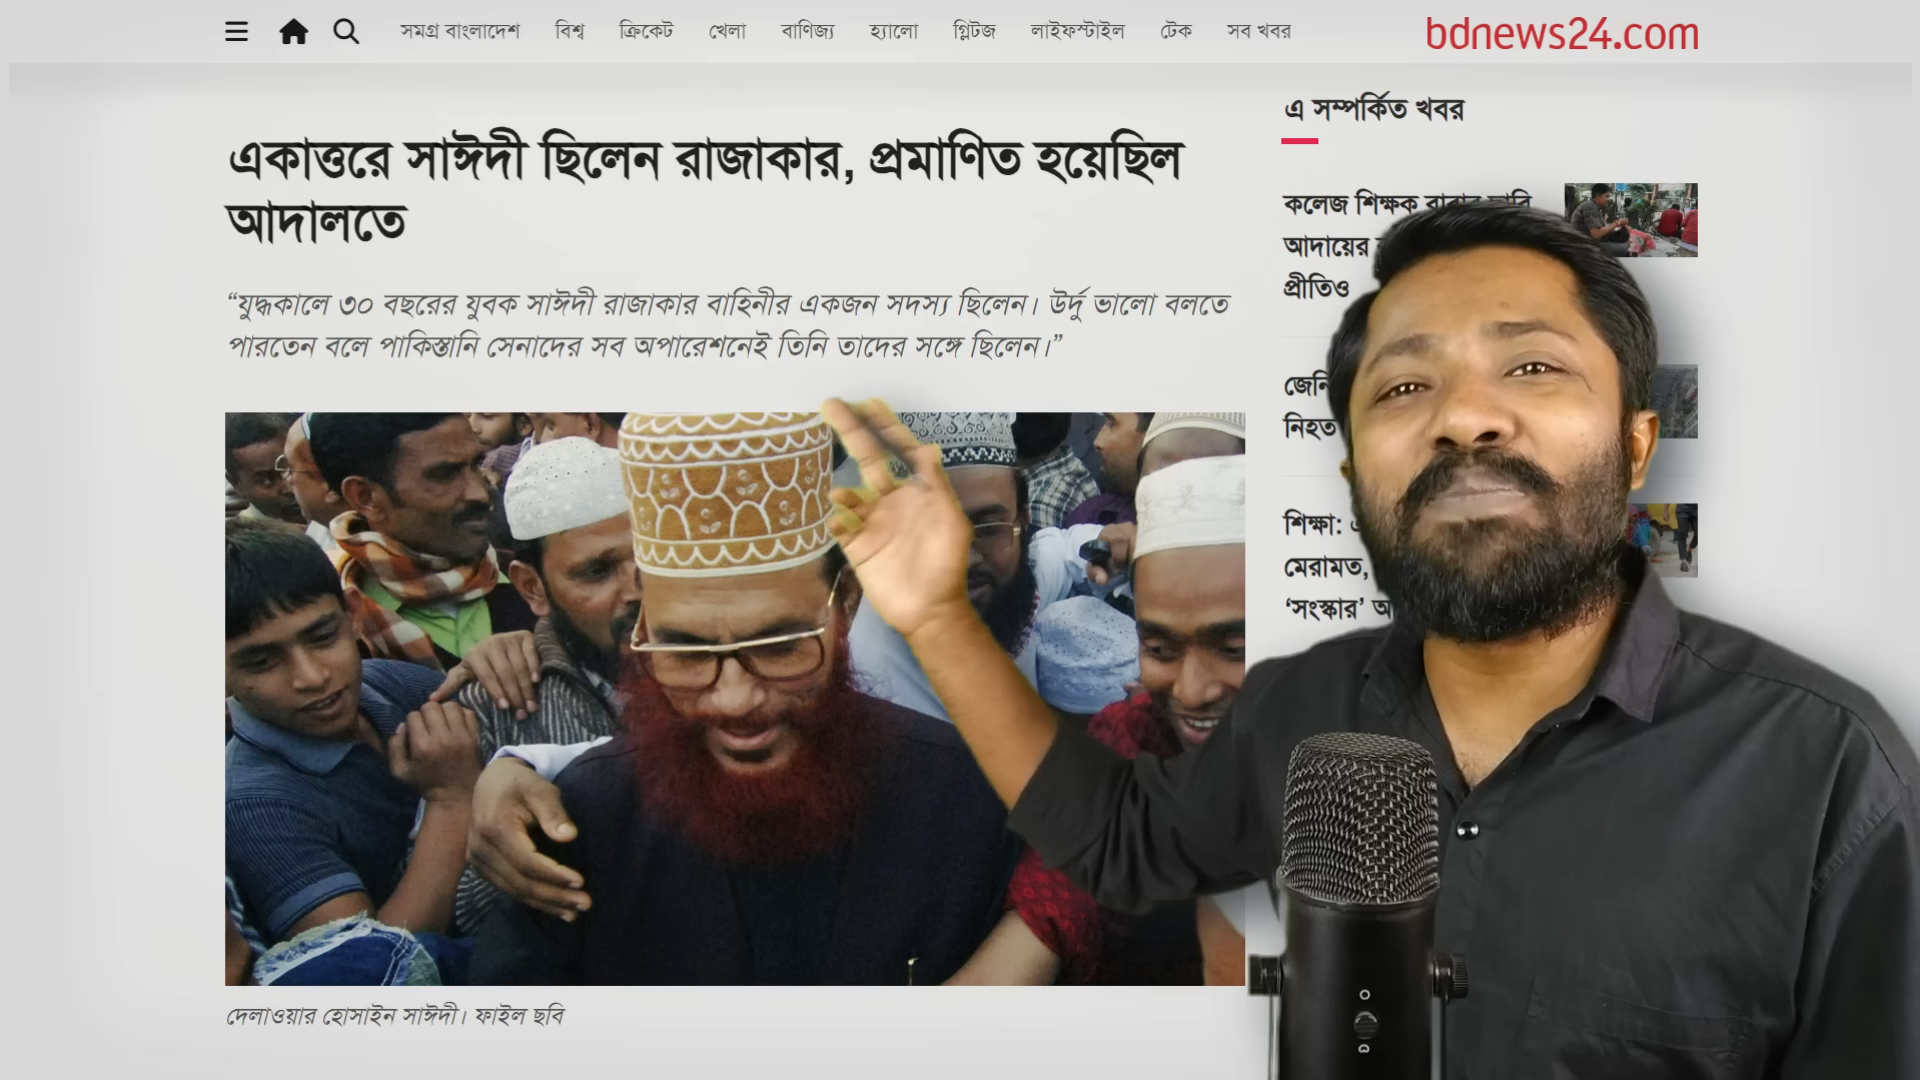 সমগ্র বাংলাদেশ বিশ্ব ক্রিকেট খেলা বাণিজ্য হ্যালো গ্লিটজ লাইফস্টাইল টেক সব খবর bdnews24.com
একাত্তরে সাঈদী ছিলেন রাজাকার, প্রমাণিত হয়েছিল
আদালতে
“যুদ্ধকালে ৩০ বছরের যুবক সাঈদী রাজাকার বাহিনীর একজন সদস্য ছিলেন। উর্দু ভালো বলতে
পারতেন বলে পাকিস্তানি সেনাদের সব অপারেশনেই তিনি তাদের সঙ্গে ছিলেন।”
দেলাওয়ার হোসাইন সাঈদী। ফাইল ছবি
এ সম্পর্কিত খবর
কলেজ শিক্ষক বাবার
আদায়ের
প্রীতিও
নিহত
শিক্ষা:
মেরামত,
‘সংস্কার’